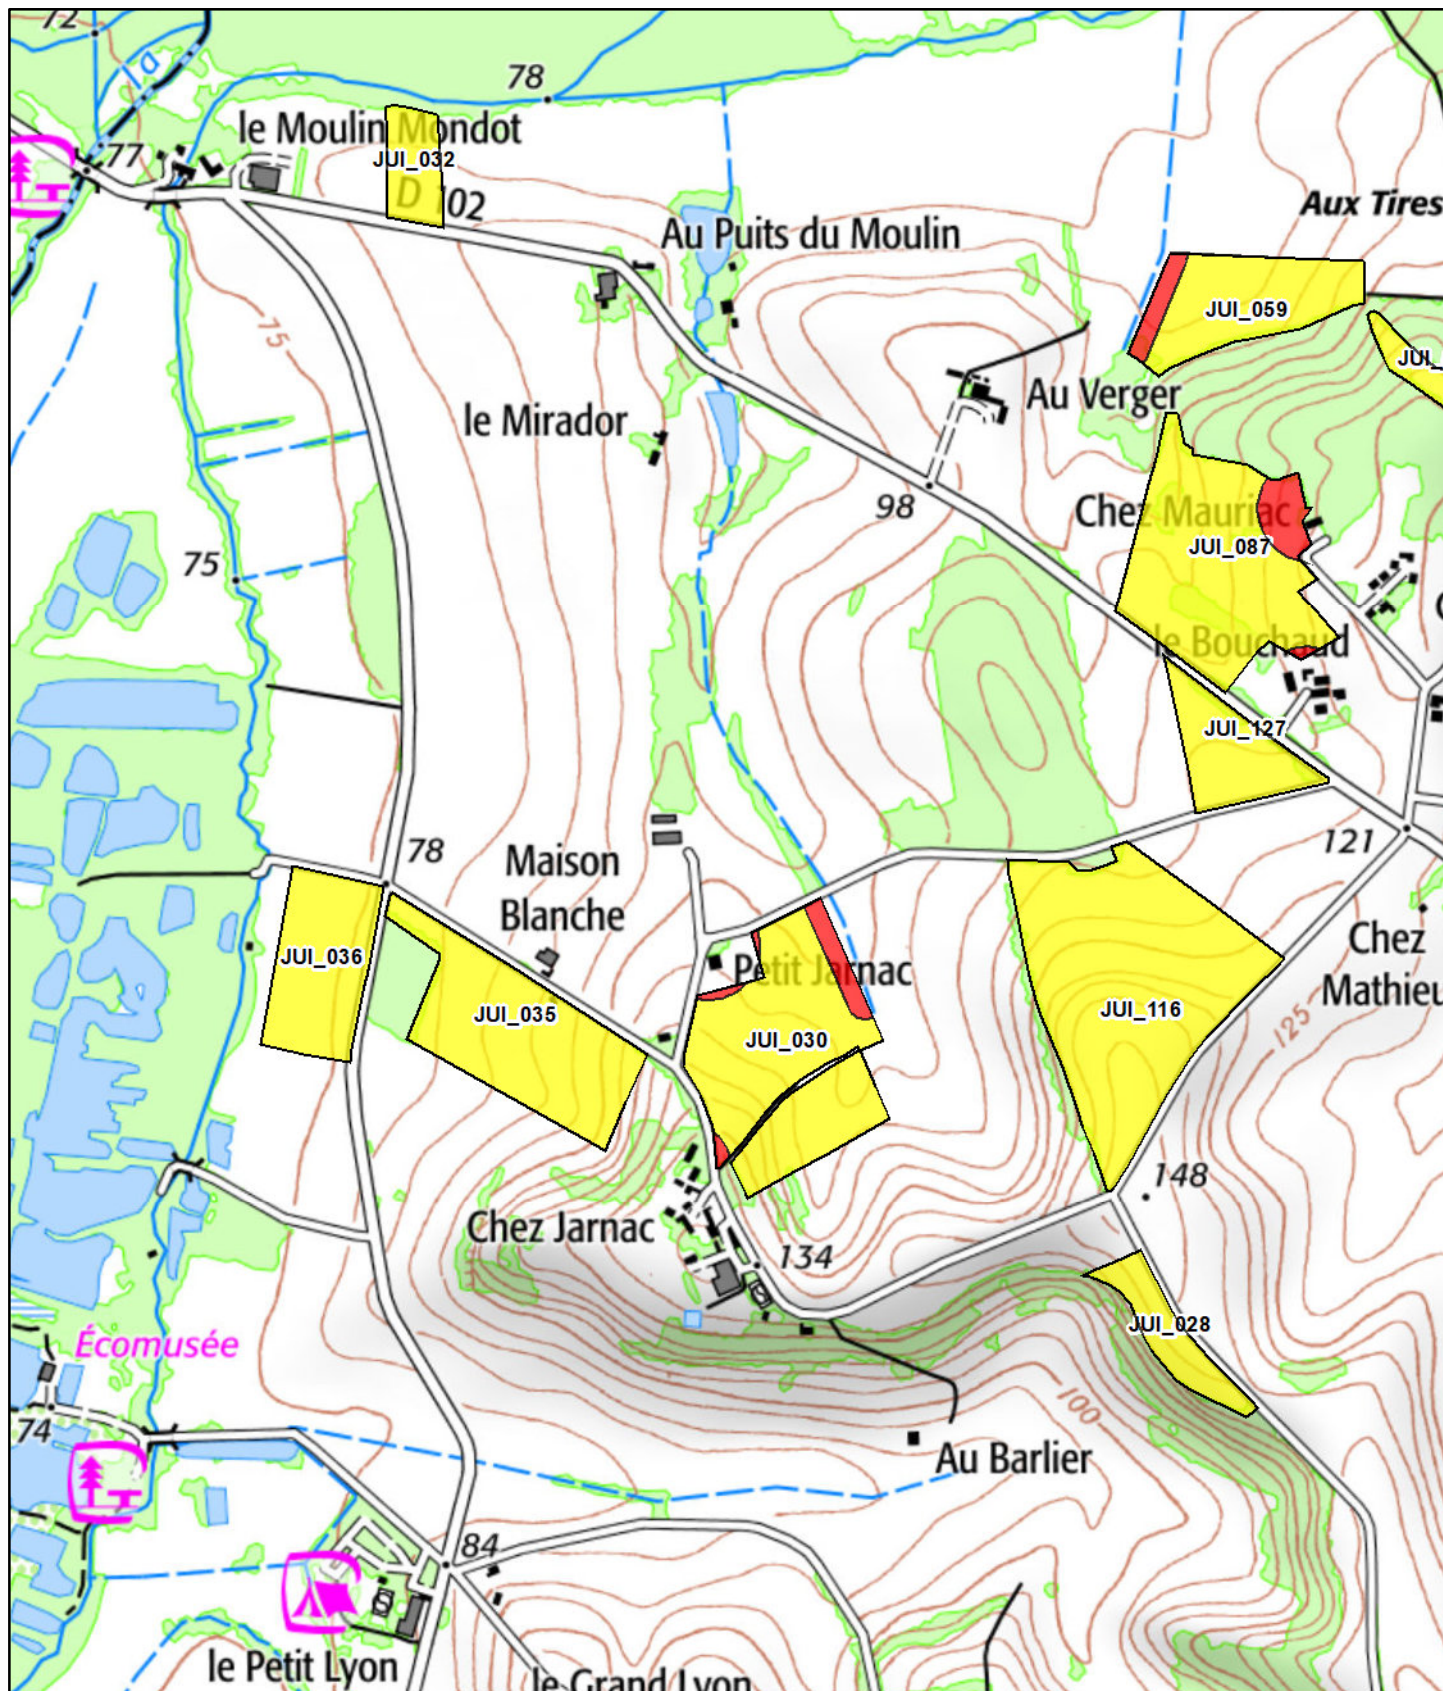 72
la
78
le Moulin Mondot
77
JUI_032
D 102
Aux Tires
Au Puits du Moulin
JUI_059
75
JUI_
Au Verger
le Mirador
98
Chez Mauriac
JUI_087
75
le Bouchaud
JUI_127
121
78
Maison
Blanche
Chez
Mathieu
JUI_036
Petit Jarnac
JUI_035
JUI_030
JUI_116
125
148
Chez Jarnac
134
JUI_028
Écomusée
100
74
Au Barlier
84
le Petit Lyon
le Grand Lyon